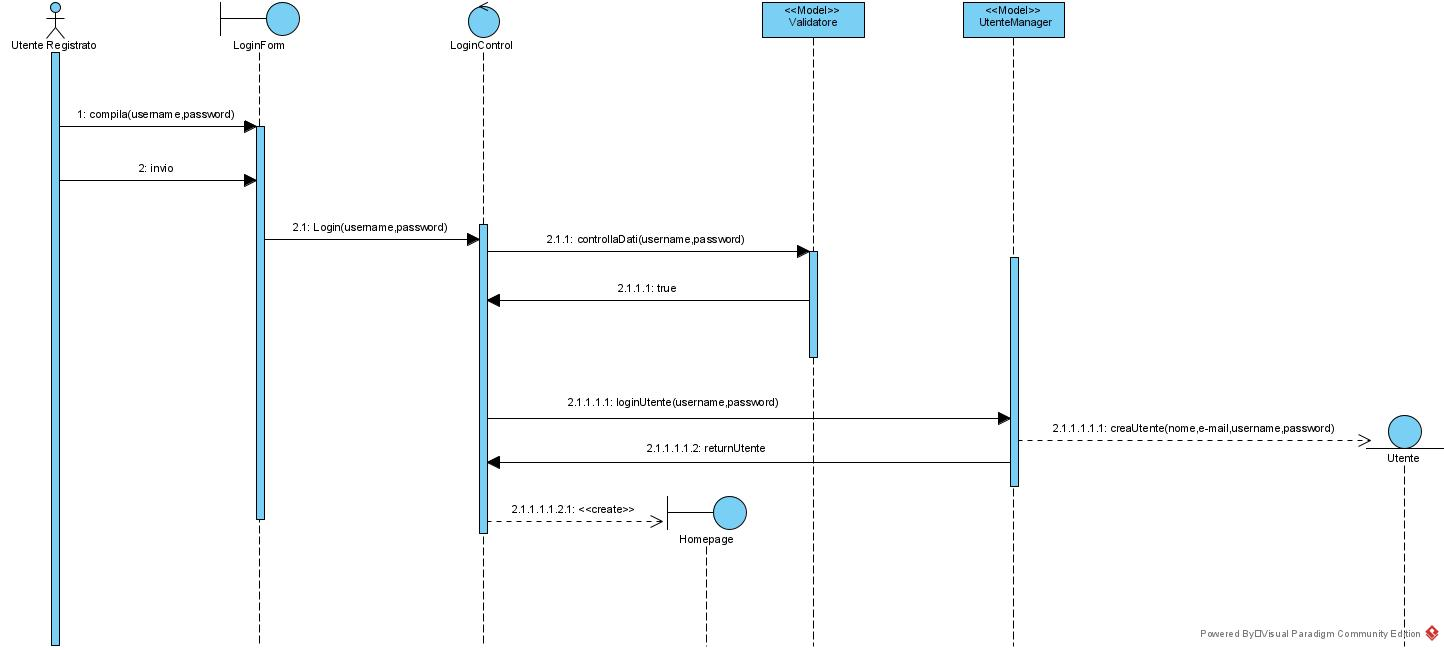 <<Model>>
Validatore
<<Model>>
UtenteManager
Utente Registrato
LoginForm
LoginControl
1: compila(username,password)
2: invio
2.1: Login(username,password)
2.1.1: controllaDati(username,password)
2.1.1.1: true
2.1.1.1.1: loginUtente(username,password)
2.1.1.1.1.1: creaUtente(nome,e-mail,username,password)
2.1.1.1.1.2: returnUtente
Utente
2.1.1.1.1.2.1: <<create>>
Homepage
Powered By□Visual Paradigm Community Edition